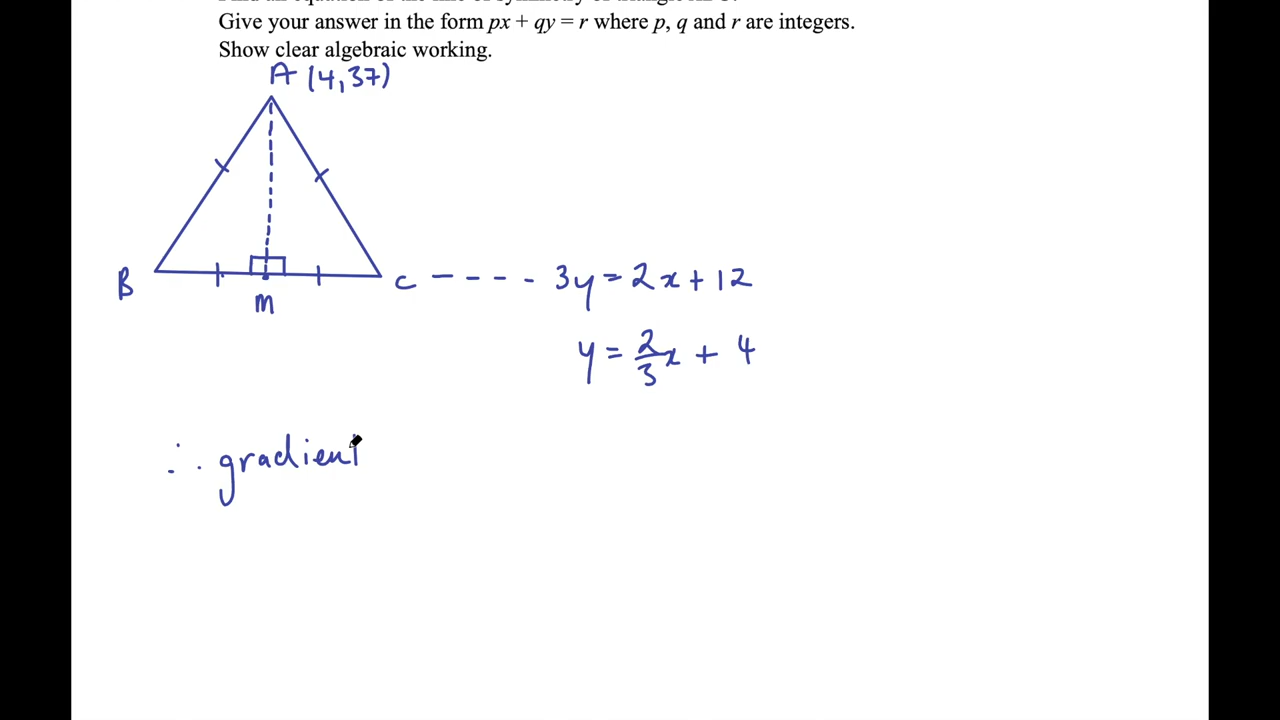 Give your answer in the form px + qy = r where p, q and r are integers.
Show clear algebraic working.
A (4,37)
B
M
C - - - - 3y = 2x + 12
y = 2/3 x + 4
∴ gradient